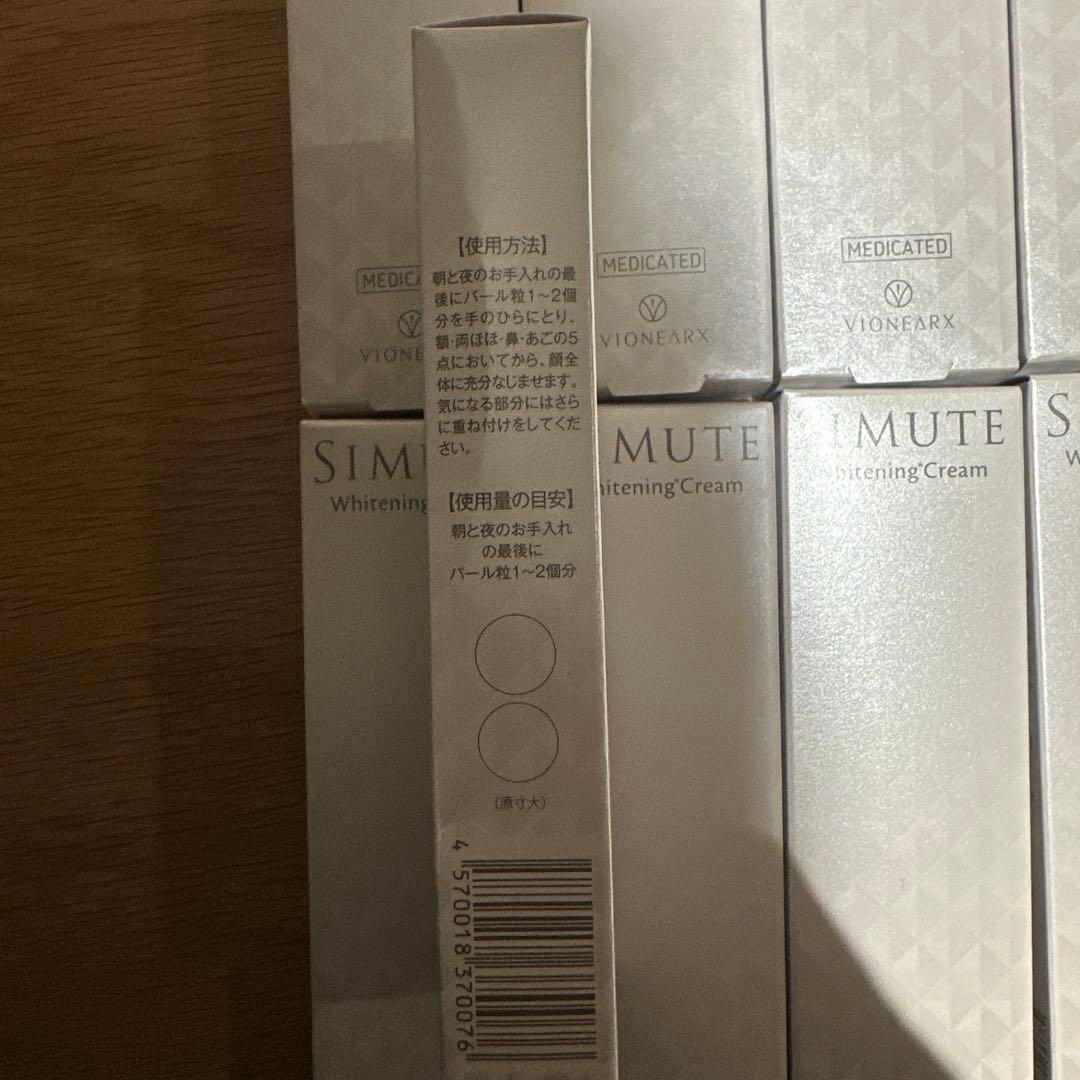 【使用方法】
朝と夜のお手入れの最
後にパール粒1～2個
分を手のひらにとり、
額・両ほほ・鼻・あごの5
点においてから、顔全
体に充分なじませます。
気になる部分にはさら
に重ね付けをしてくだ
さい。
【使用量の目安】
朝と夜のお手入れ
の最後に
パール粒1～2個分
(原寸大)
4 570018 370076
MEDICA
VIONE
MEDICATED
VIONEARX
MEDICATED
VIONEARX
SIM
Whitening
MUTE
hitening*Cream
IMUTE
hitening*Cream
S
W